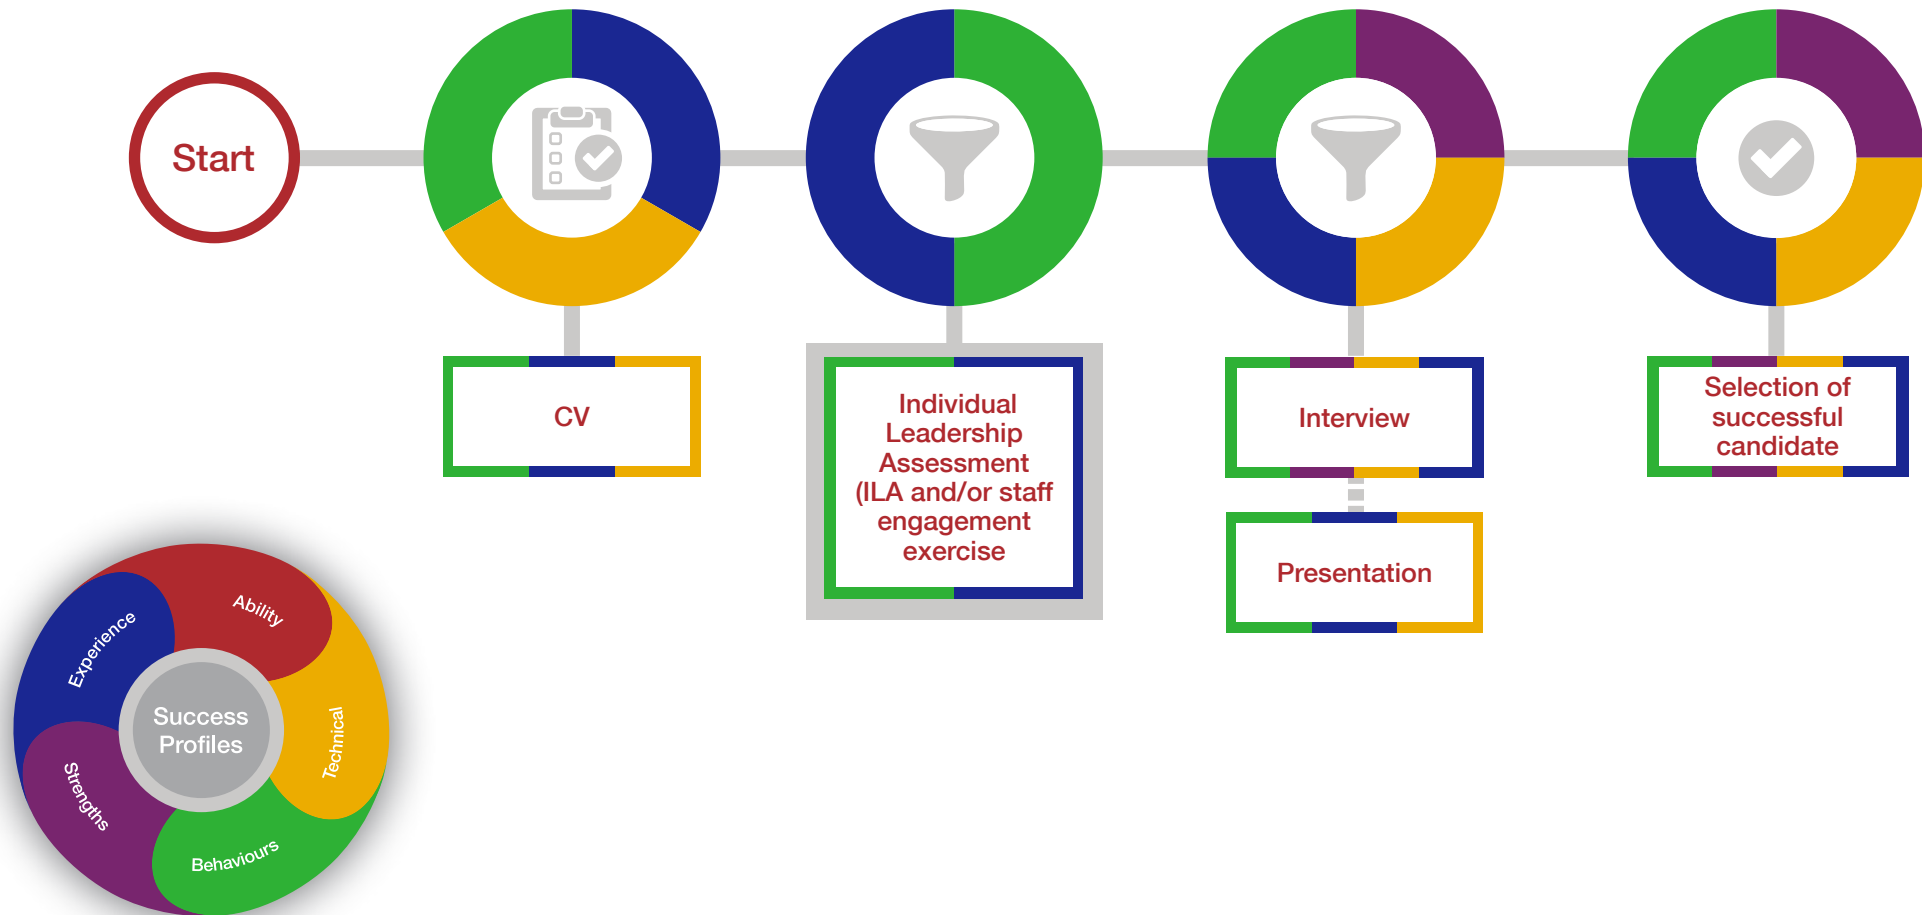 Start
CV
Individual
Leadership
Assessment
(ILA and/or staff
engagement
exercise
Interview
Presentation
Selection of
successful
candidate
Ability
Experience
Technical
Strengths
Behaviours
Success
Profiles